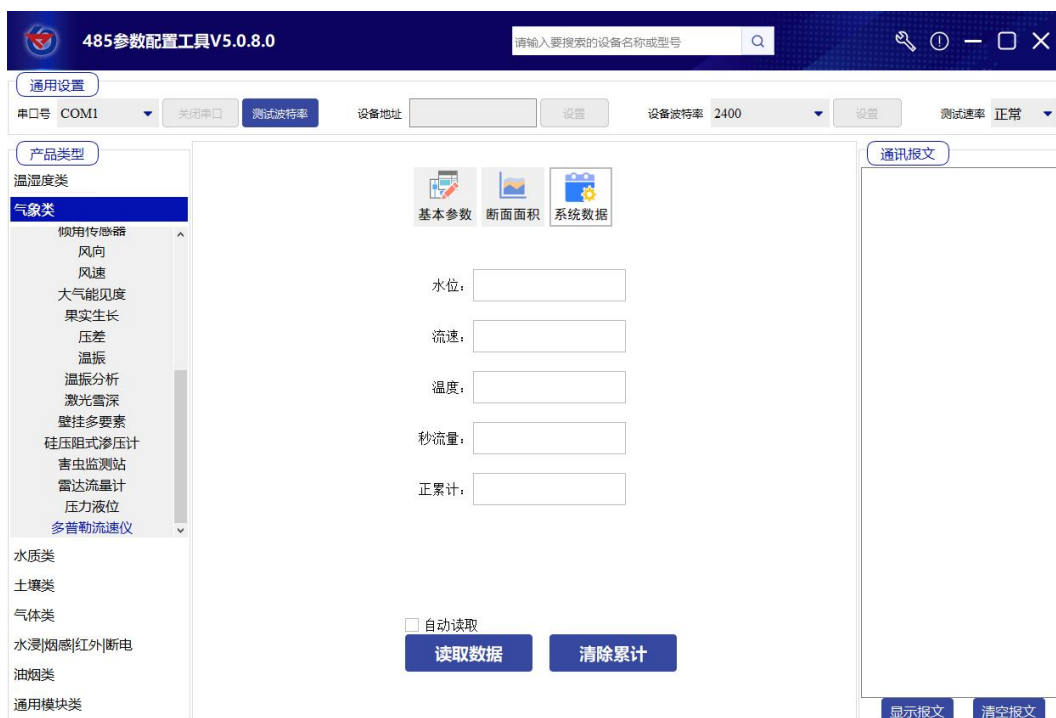 485参数配置工具V5.0.8.0
请输入要搜索的设备名称或型号
通用设置
串口号 COM1 关闭串口 测试波特率 设备地址 设置 设备波特率 2400 设置 测试速率 正常
产品类型
温湿度类
气象类
倾角传感器
风向
风速
大气能见度
果实生长
压差
温振
温振分析
激光雪深
壁挂多要素
硅压阻式渗压计
害虫监测站
雷达流量计
压力液位
多普勒流速仪
水质类
土壤类
气体类
水浸|烟感|红外|断电
油烟类
通用模块类
基本参数 断面面积 系统数据
水位:
流速:
温度:
秒流量:
正累计:
自动读取
读取数据 清除累计
通讯报文
显示报文 清空报文